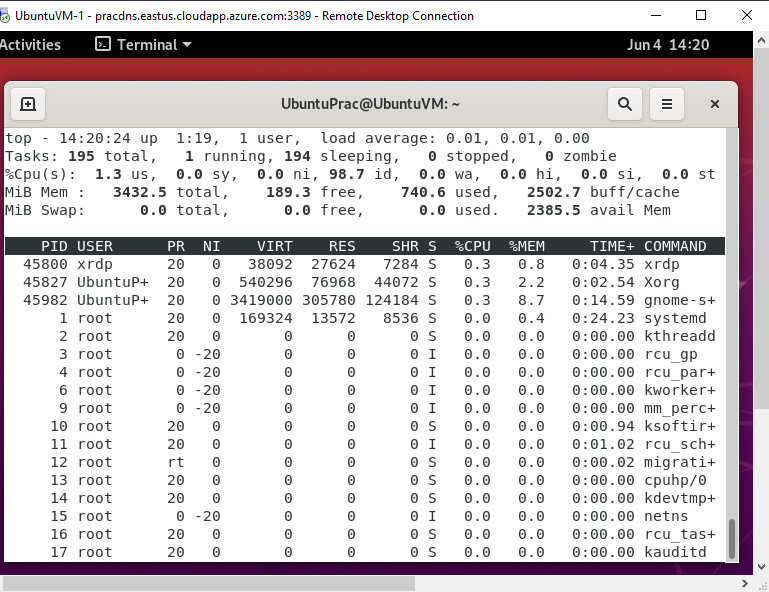 UbuntuVM-1 - pracdns.eastus.cloudapp.azure.com:3389 - Remote Desktop Connection
Activities Terminal Jun 4 14:20
UbuntuPrac@UbuntuVM: ~
top - 14:20:24 up  1:19,  1 user,  load average: 0.01, 0.01, 0.00
Tasks: 195 total,   1 running, 194 sleeping,   0 stopped,   0 zombie
%Cpu(s):  1.3 us,  0.0 sy,  0.0 ni, 98.7 id,  0.0 wa,  0.0 hi,  0.0 si,  0.0 st
MiB Mem :   3432.5 total,    189.3 free,    740.6 used,   2502.7 buff/cache
MiB Swap:      0.0 total,      0.0 free,      0.0 used.   2385.5 avail Mem
PID USER      PR  NI    VIRT    RES    SHR S  %CPU  %MEM     TIME+ COMMAND
45800 xrdp      20   0   38092  27624   7284 S   0.3   0.8   0:04.35 xrdp
45827 UbuntuP+  20   0  540296  76968  44072 S   0.3   2.2   0:02.54 Xorg
45982 UbuntuP+  20   0 3419000 305780 124184 S   0.3   8.7   0:14.59 gnome-s+
1 root      20   0  169324  13572   8536 S   0.0   0.4   0:24.23 systemd
2 root      20   0       0      0      0 S   0.0   0.0   0:00.00 kthreadd
3 root       0 -20       0      0      0 I   0.0   0.0   0:00.00 rcu_gp
4 root       0 -20       0      0      0 I   0.0   0.0   0:00.00 rcu_par+
6 root       0 -20       0      0      0 I   0.0   0.0   0:00.00 kworker+
9 root       0 -20       0      0      0 I   0.0   0.0   0:00.00 mm_perc+
10 root      20   0       0      0      0 S   0.0   0.0   0:00.94 ksoftir+
11 root      20   0       0      0      0 I   0.0   0.0   0:01.02 rcu_sch+
12 root      rt   0       0      0      0 S   0.0   0.0   0:00.02 migrati+
13 root      20   0       0      0      0 S   0.0   0.0   0:00.00 cpuhp/0
14 root      20   0       0      0      0 S   0.0   0.0   0:00.00 kdevtmp+
15 root       0 -20       0      0      0 I   0.0   0.0   0:00.00 netns
16 root      20   0       0      0      0 S   0.0   0.0   0:00.00 rcu_tas+
17 root      20   0       0      0      0 S   0.0   0.0   0:00.00 kauditd